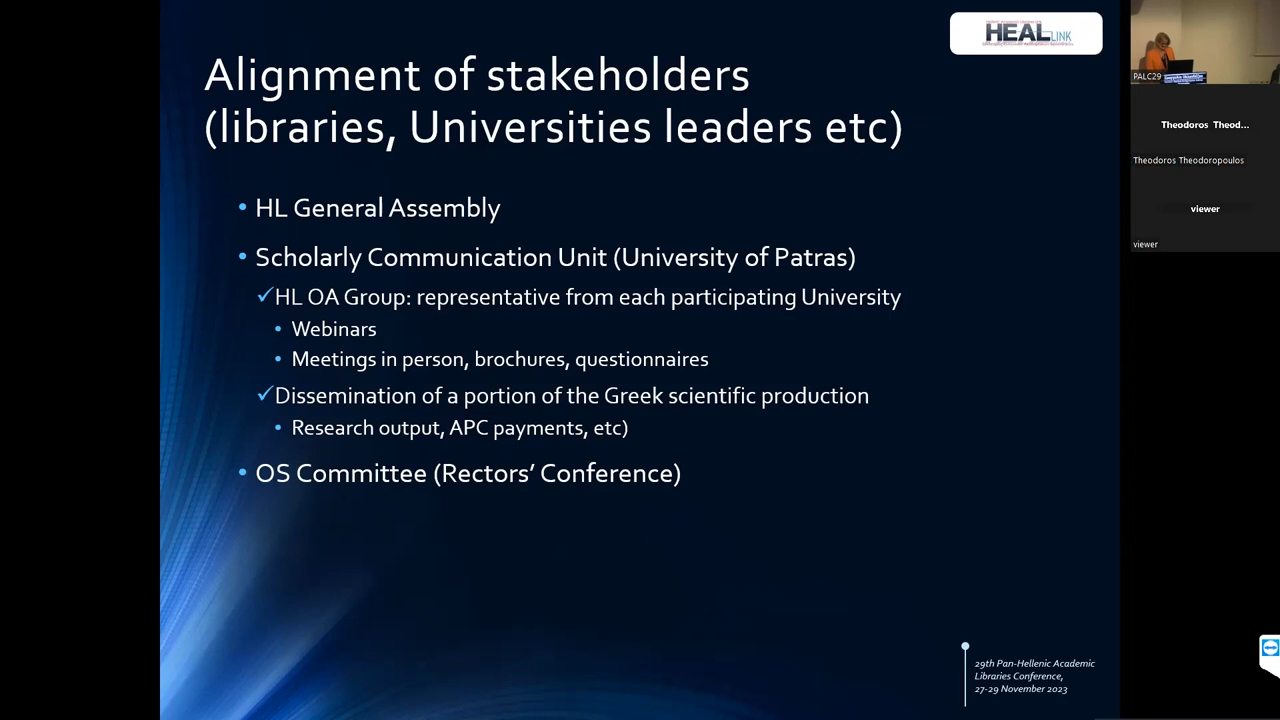 HEAL LINK
Alignment of stakeholders
(libraries, Universities leaders etc)
• HL General Assembly
• Scholarly Communication Unit (University of Patras)
✓HL OA Group: representative from each participating University
• Webinars
• Meetings in person, brochures, questionnaires
✓Dissemination of a portion of the Greek scientific production
• Research output, APC payments, etc)
• OS Committee (Rectors’ Conference)
29th Pan-Hellenic Academic
Libraries Conference,
27-29 November 2023
PALC29
Theodoros Theod...
Theodoros Theodoropoulos
viewer
viewer